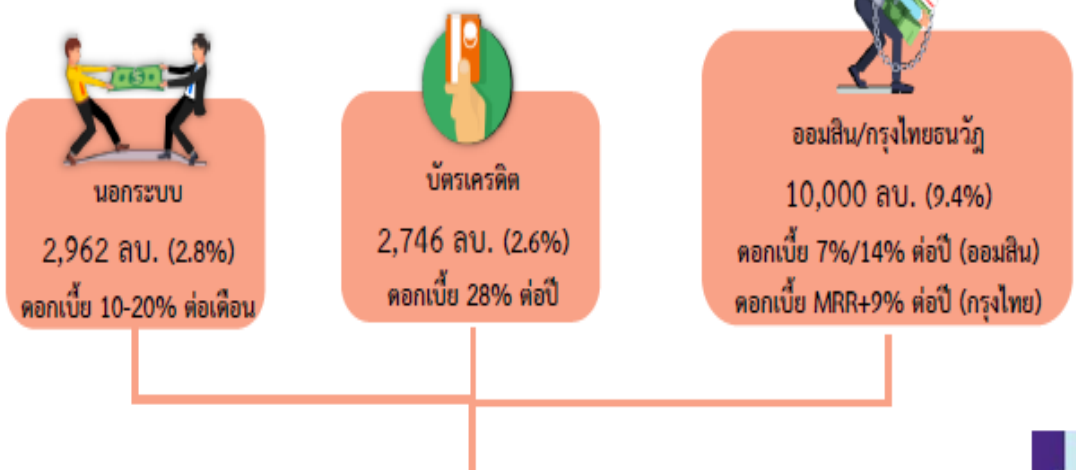 นอกระบบ
2,962 ลบ. (2.8%)
ดอกเบี้ย 10-20% ต่อเดือน
บัตรเครดิต
2,746 ลบ. (2.6%)
ดอกเบี้ย 28% ต่อปี
ออมสิน/กรุงไทยธนวัฏ
10,000 ลบ. (9.4%)
ดอกเบี้ย 7%/14% ต่อปี (ออมสิน)
ดอกเบี้ย MRR+9% ต่อปี (กรุงไทย)